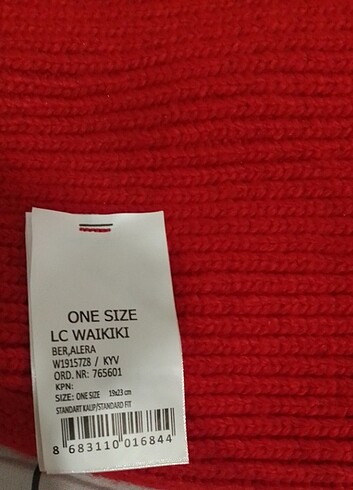 ONE SIZE
LC WAIKIKI
BER,ALERA
W19157Z8 / KYV
ORD. NR: 765601
KPN:
SIZE: ONE SIZE 19x23 cm
STANDART KALIP/STANDARD FIT
8 683110 016844